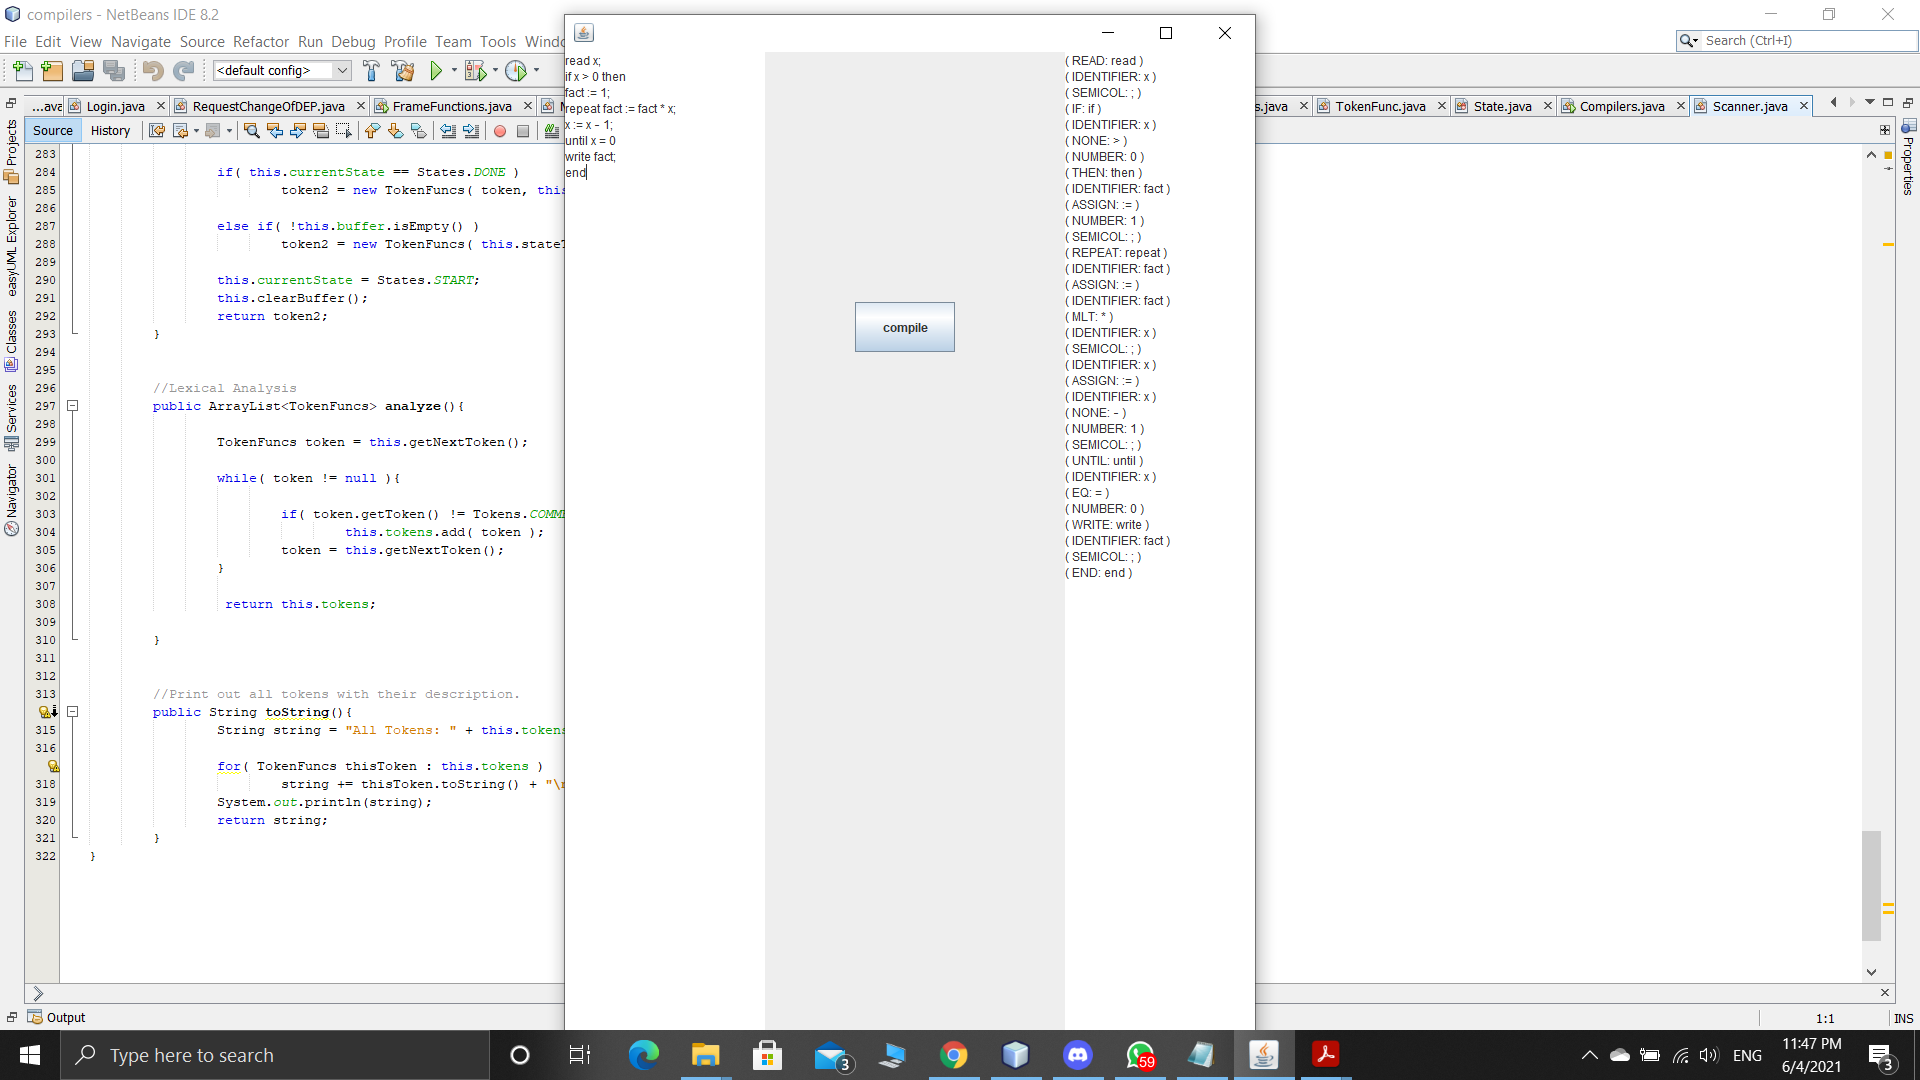 compilers - NetBeans IDE 8.2
File Edit View Navigate Source Refactor Run Debug Profile Team Tools Windo
Search (Ctrl+I)
<default config>
...ava Login.java RequestChangeOfDEP.java FrameFunctions.java
s.java TokenFunc.java State.java Compilers.java Scanner.java
Source History
Projects
easyUML Explorer
Classes
Services
Navigator
Properties
283
284 if( this.currentState == States.DONE )
285 token2 = new TokenFuncs( token, this
286
287 else if( !this.buffer.isEmpty() )
288 token2 = new TokenFuncs( this.state
289
290 this.currentState = States.START;
291 this.clearBuffer();
292 return token2;
293 }
294
295
296 //Lexical Analysis
297 public ArrayList<TokenFuncs> analyze(){
298
299 TokenFuncs token = this.getNextToken();
300
301 while( token != null ){
302
303 if( token.getToken() != Tokens.COMM
304 this.tokens.add( token );
305 token = this.getNextToken();
306 }
307
308 return this.tokens;
309
310 }
311
312
313 //Print out all tokens with their description.
public String toString(){
315 String string = "All Tokens: " + this.tokens
316
for( TokenFuncs thisToken : this.tokens )
318 string += thisToken.toString() + "\
319 System.out.println(string);
320 return string;
321 }
322 }
read x;
if x > 0 then
fact := 1;
repeat fact := fact * x;
x := x - 1;
until x = 0
write fact;
end
compile
( READ: read )
( IDENTIFIER: x )
( SEMICOL: ; )
( IF: if )
( IDENTIFIER: x )
( NONE: > )
( NUMBER: 0 )
( THEN: then )
( IDENTIFIER: fact )
( ASSIGN: := )
( NUMBER: 1 )
( SEMICOL: ; )
( REPEAT: repeat )
( IDENTIFIER: fact )
( ASSIGN: := )
( IDENTIFIER: fact )
( MLT: * )
( IDENTIFIER: x )
( SEMICOL: ; )
( IDENTIFIER: x )
( ASSIGN: := )
( IDENTIFIER: x )
( NONE: - )
( NUMBER: 1 )
( SEMICOL: ; )
( UNTIL: until )
( IDENTIFIER: x )
( EQ: = )
( NUMBER: 0 )
( WRITE: write )
( IDENTIFIER: fact )
( SEMICOL: ; )
( END: end )
Output
1:1 INS
Type here to search
3
59
ENG
11:47 PM
6/4/2021
3